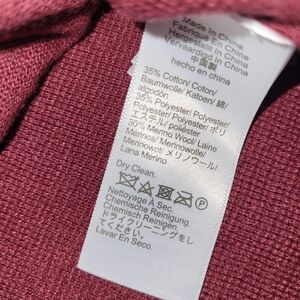 Made In China
Fabriqué En Chine
Hergestellt In China
Vervaardigd In China
中国製
hecho en china
35% Cotton/ Coton/
Baumwolle/ Katoen/ 綿/
algodón
35% Polyester/ Polyester/
Polyester/ Polyester/ ポリ
エステル/ poliéster
30% Merino Wool/ Laine
Mérinos/ Merinowolle/
Merinowol/ メリノウール/
Lana Merino
Dry Clean.
P
Nettoyage À Sec.
Chemisch Reinigung.
Chemische Reiniging.
ドライクリーニングをし
てください。
Lavar En Seco.